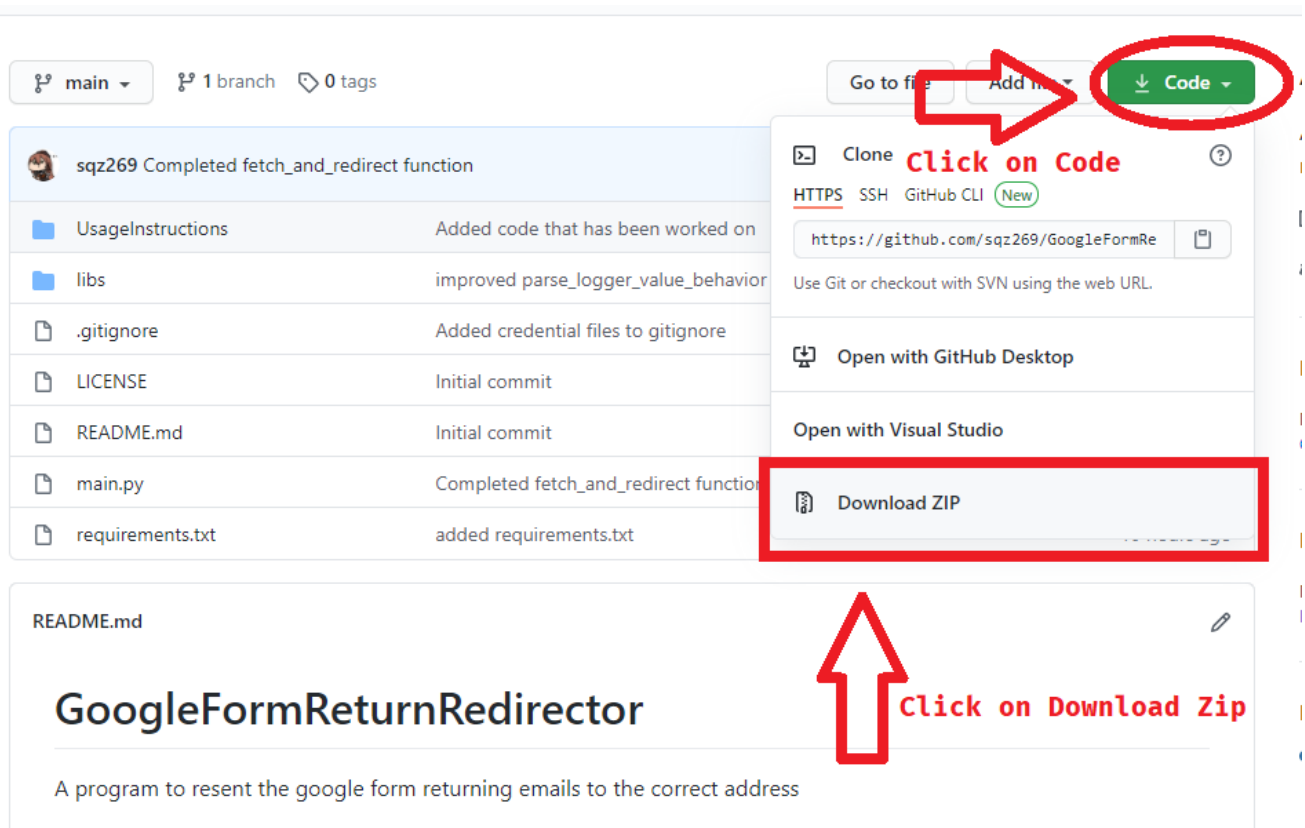 main
1 branch
0 tags
Go to file
Add
Code
sqz269 Completed fetch_and_redirect function
Clone
Click on Code
HTTPS SSH GitHub CLI New
UsageInstructions Added code that has been worked on
https://github.com/sqz269/GoogleFormRe
libs improved parse_logger_value_behavior
Use Git or checkout with SVN using the web URL.
.gitignore Added credential files to gitignore
Open with GitHub Desktop
LICENSE Initial commit
README.md Initial commit
Open with Visual Studio
main.py Completed fetch_and_redirect function
Download ZIP
requirements.txt added requirements.txt
README.md
GoogleFormReturnRedirector
Click on Download Zip
A program to resent the google form returning emails to the correct address